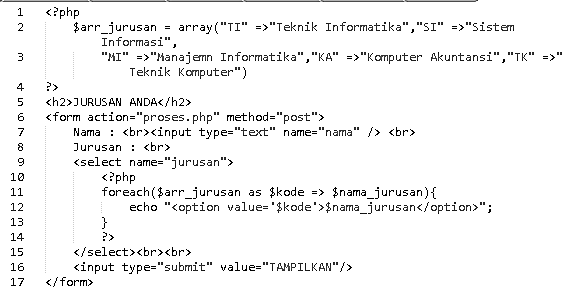 1 <?php
2 $arr_jurusan = array("TI" =>"Teknik Informatika","SI" =>"Sistem
Informasi",
3 "MI" =>"Manajemn Informatika","KA" =>"Komputer Akuntansi","TK" =>"
Teknik Komputer")
4 ?>
5 <h2>JURUSAN ANDA</h2>
6 <form action="proses.php" method="post">
7 Nama : <br><input type="text" name="nama" /> <br>
8 Jurusan : <br>
9 <select name="jurusan">
10 <?php
11 foreach($arr_jurusan as $kode => $nama_jurusan){
12 echo "<option value='$kode'>$nama_jurusan</option>";
13 }
14 ?>
15 </select><br><br>
16 <input type="submit" value="TAMPILKAN"/>
17 </form>